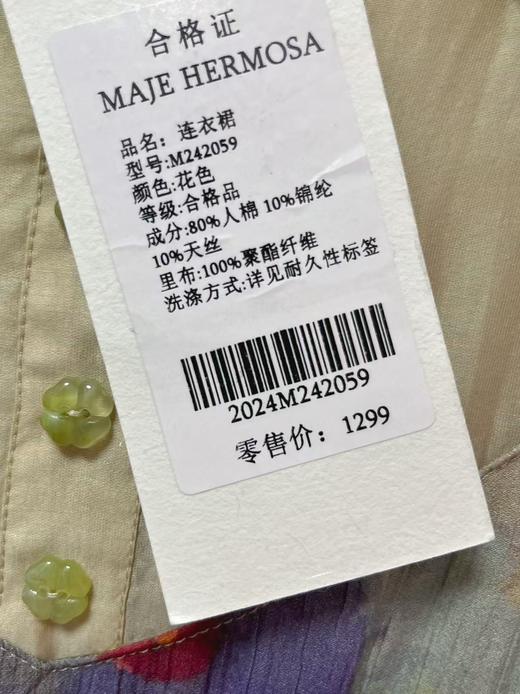 合格证
MAJE HERMOSA
品名：连衣裙
型号:M242059
颜色:花色
等级:合格品
成分:80%人棉 10%锦纶
10%天丝
里布:100%聚酯纤维
洗涤方式:详见耐久性标签
2024M242059
零售价：1299